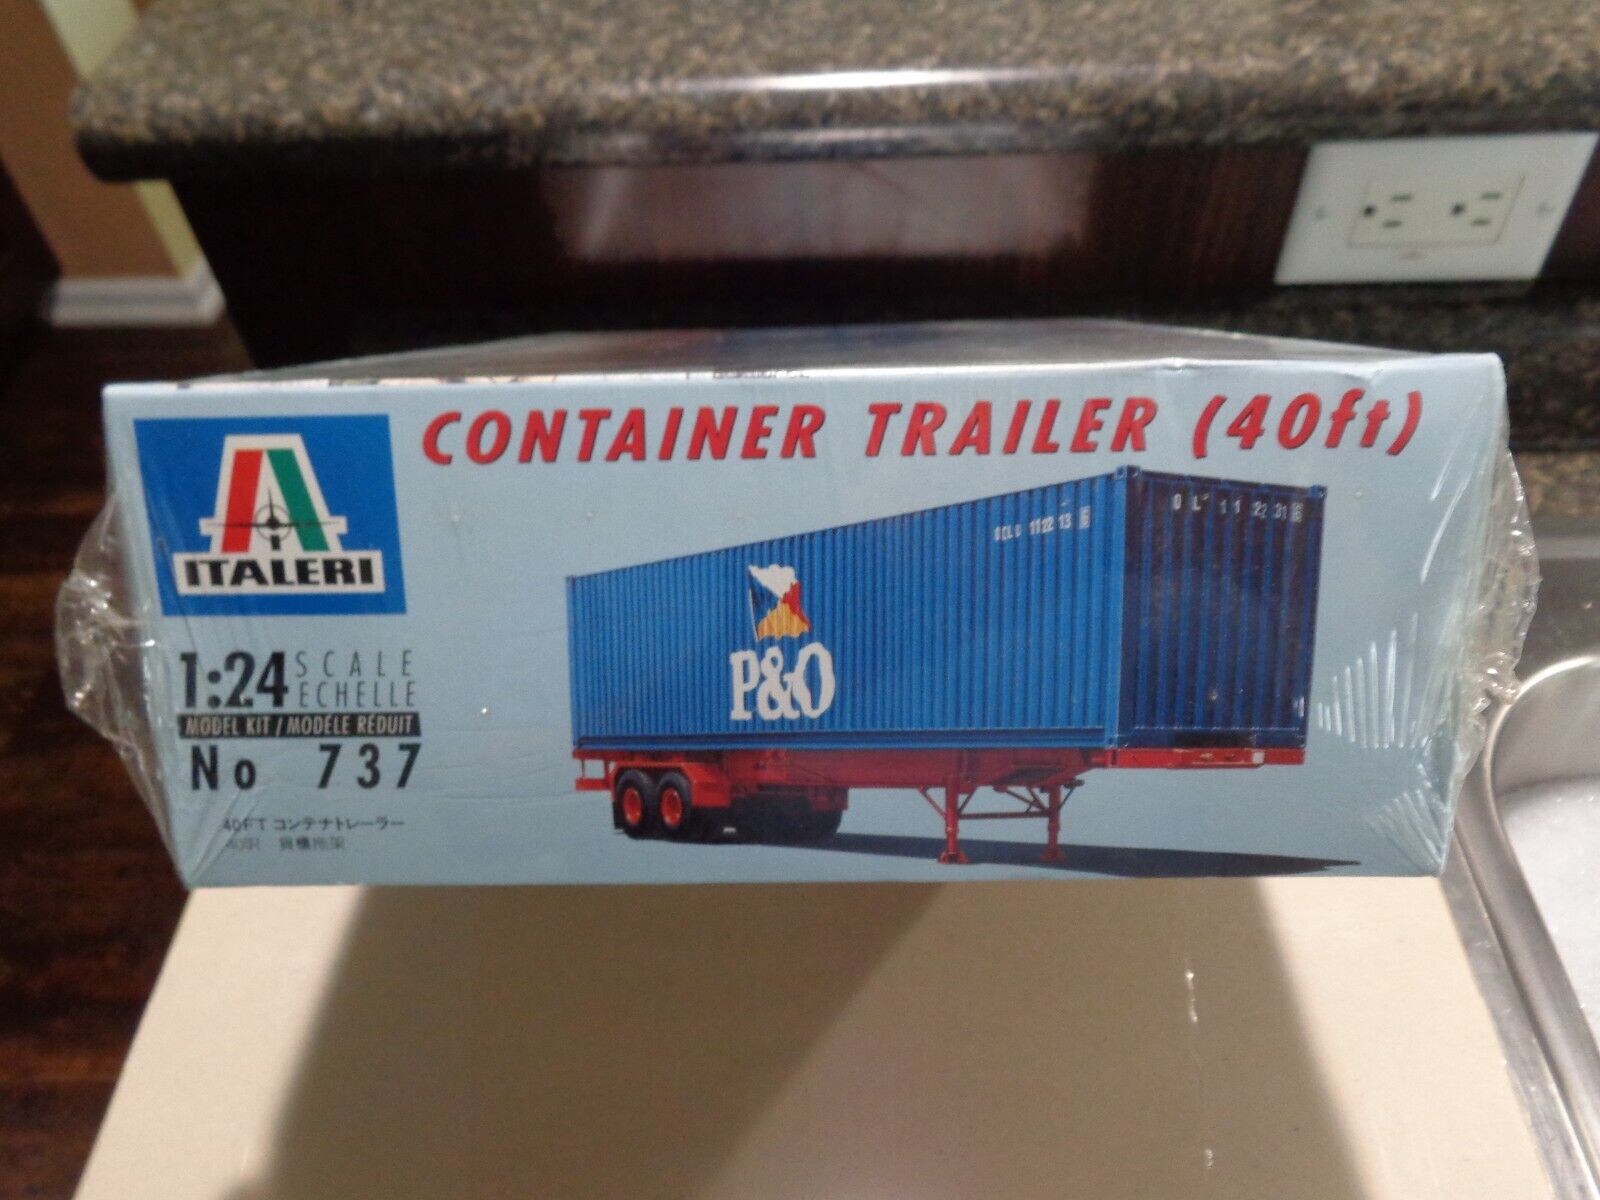 CONTAINER TRAILER (40ft)
ITALERI
1:24 SCALE
ECHELLE
MODEL KIT / MODÈLE RÉDUIT
No 737
40FT コンテナトレーラー
P&O